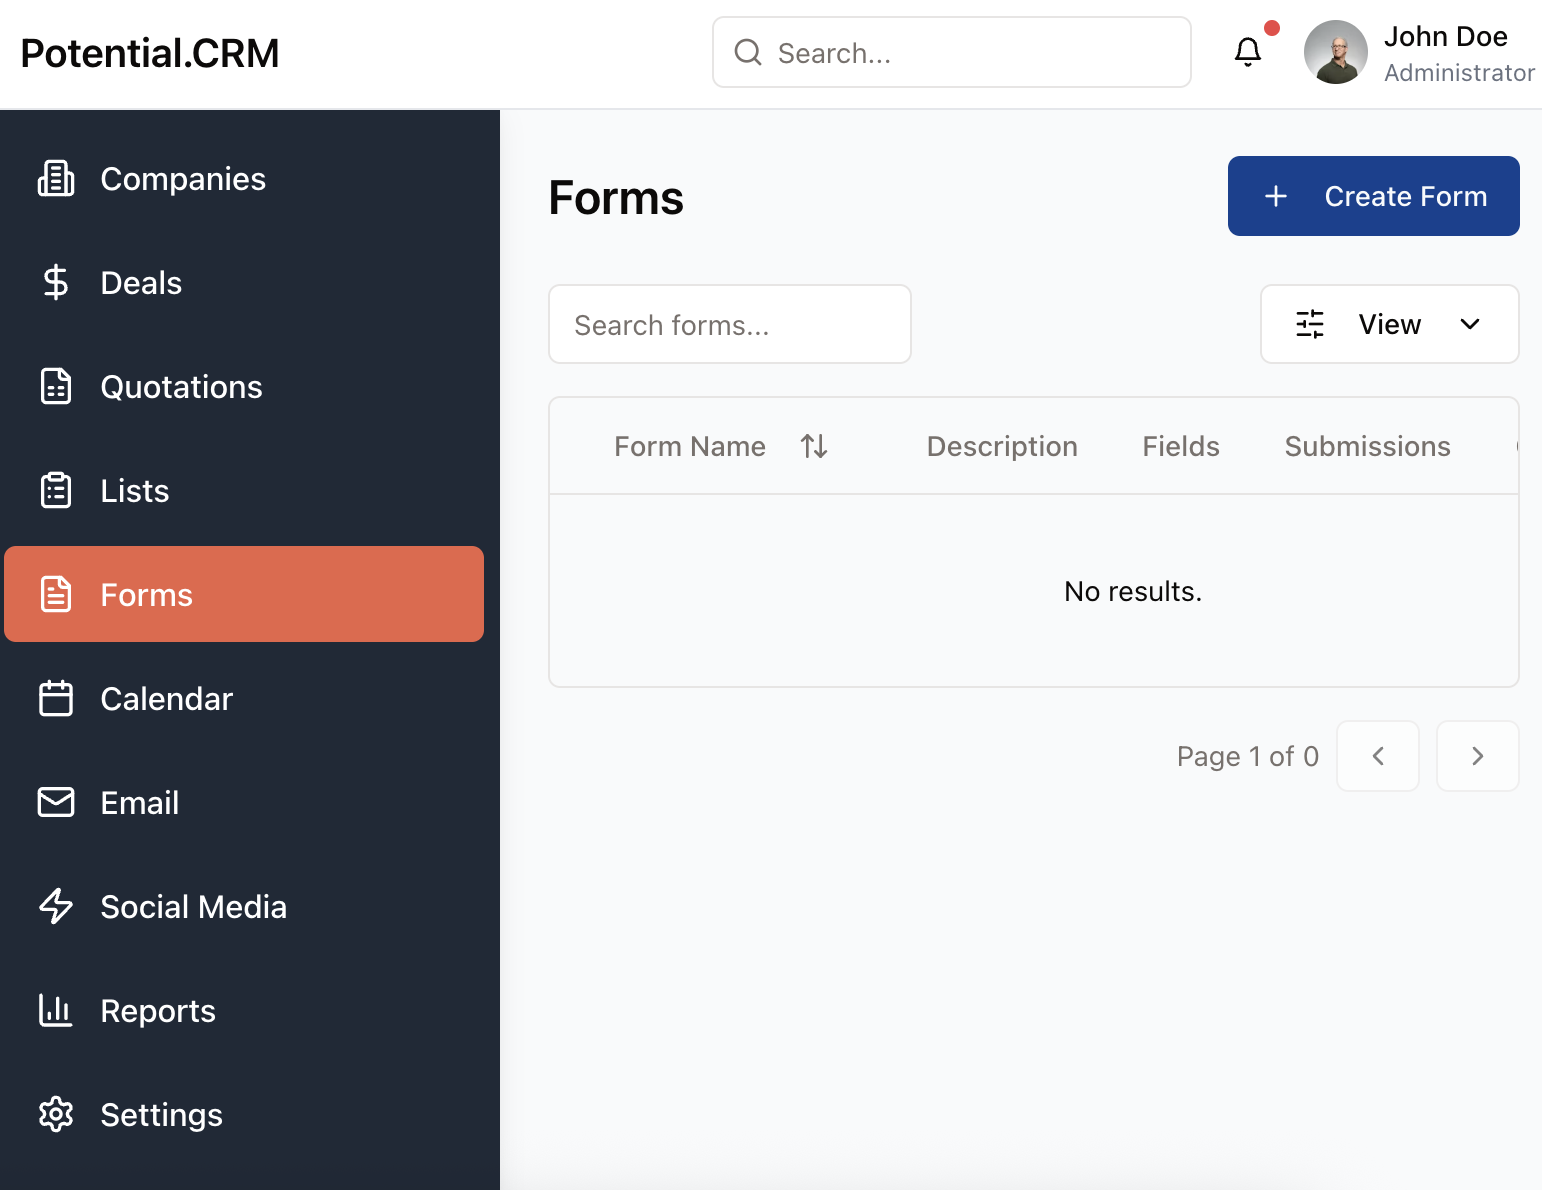 Potential.CRM
Search...
John Doe
Administrator
Companies
Deals
Quotations
Lists
Forms
Calendar
Email
Social Media
Reports
Settings
Forms
Create Form
Search forms...
View
Form Name Description Fields Submissions
No results.
Page 1 of 0